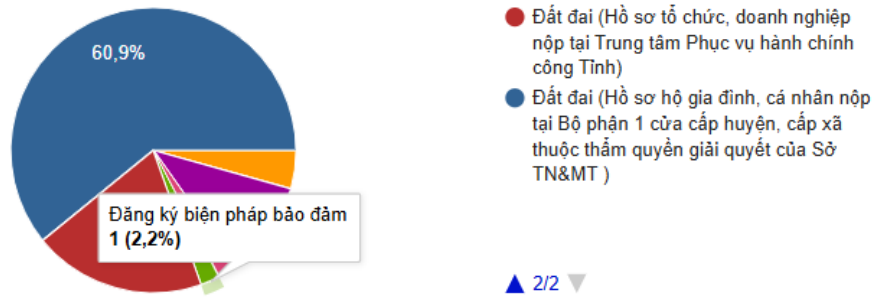 60,9%
Đăng ký biện pháp bảo đảm
1 (2,2%)
Đất đai (Hồ sơ tổ chức, doanh nghiệp
nộp tại Trung tâm Phục vụ hành chính
công Tỉnh)
Đất đai (Hồ sơ hộ gia đình, cá nhân nộp
tại Bộ phận 1 cửa cấp huyện, cấp xã
thuộc thẩm quyền giải quyết của Sở
TN&MT )
2/2